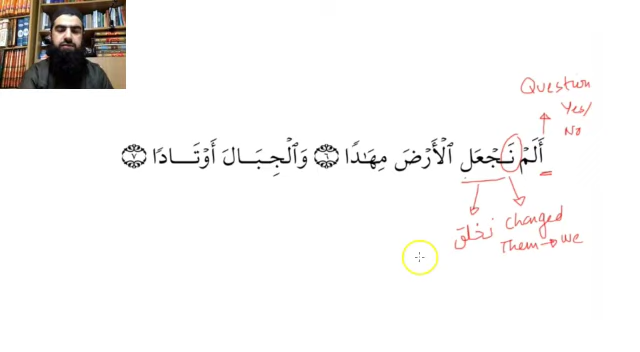 Question
Yes/
No
أَلَمْ نَجْعَلِ ٱلْأَرْضَ مِهَٰدًا ٦ وَٱلْجِبَالَ أَوْتَادًا ٧
نخلق
Changed
Them → We